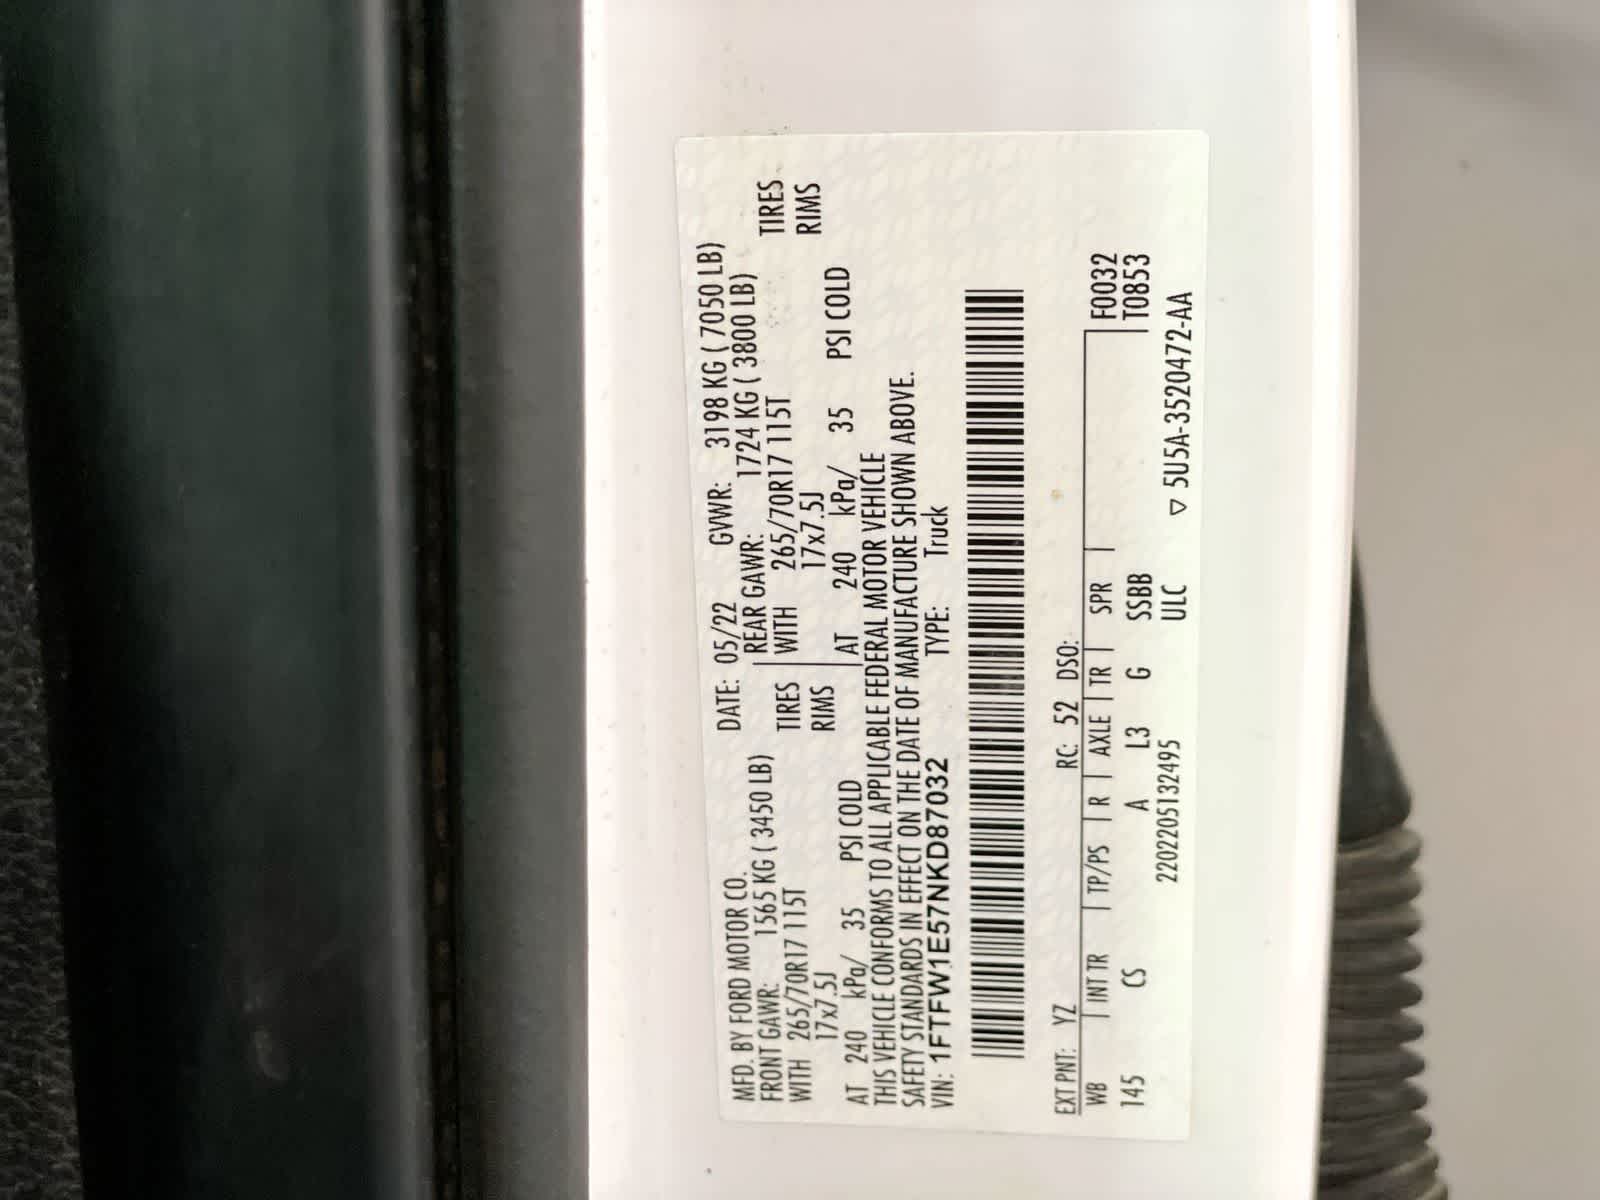 MFD. BY FORD MOTOR CO. DATE: 05/22 GVWR: 3198 KG ( 7050 LB)
FRONT GAWR: 1565 KG ( 3450 LB) REAR GAWR: 1724 KG ( 3800 LB)
WITH 265/70R17 115T TIRES WITH 265/70R17 115T TIRES
17x7.5J RIMS 17x7.5J RIMS
AT 240 kPa/ 35 PSI COLD AT 240 kPa/ 35 PSI COLD
THIS VEHICLE CONFORMS TO ALL APPLICABLE FEDERAL MOTOR VEHICLE
SAFETY STANDARDS IN EFFECT ON THE DATE OF MANUFACTURE SHOWN ABOVE.
VIN: 1FTFW1E57NKD87032 TYPE: Truck
EXT PNT: YZ RC: 52 DSO:
WB INT TR TP/PS R AXLE TR SPR F0032
145 CS A L3 G SSBB T0853
2202205132495 ULC ▽ 5U5A-3520472-AA